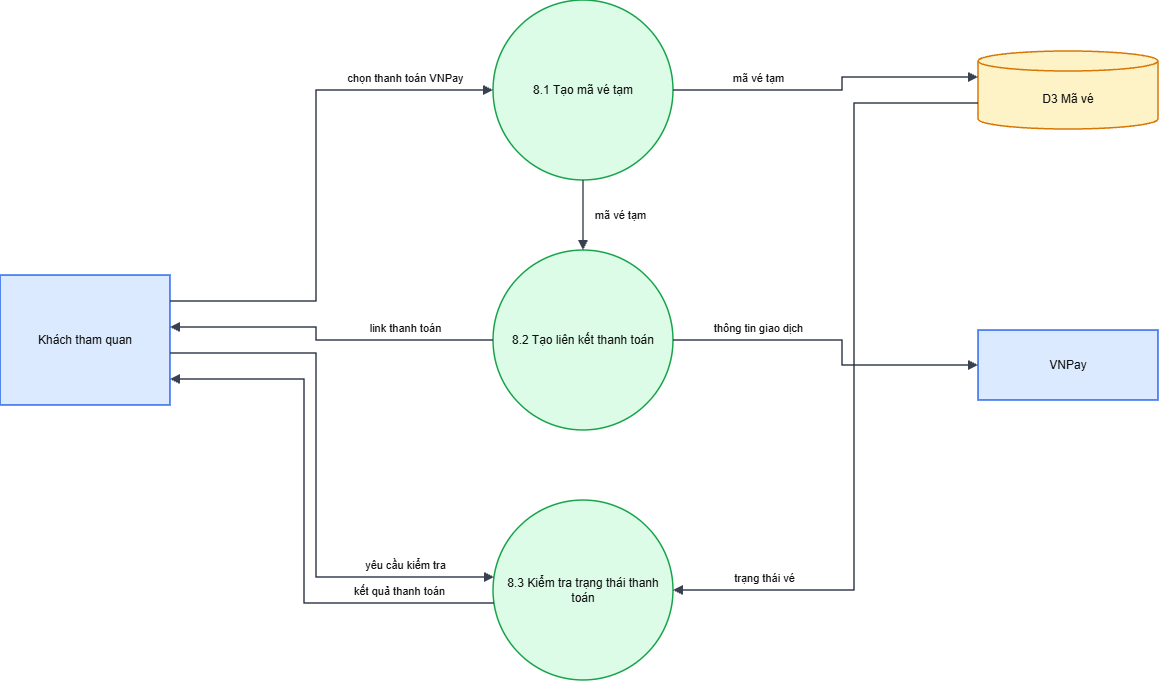 chọn thanh toán VNPay
8.1 Tạo mã vé tạm
mã vé tạm
D3 Mã vé
mã vé tạm
Khách tham quan
link thanh toán
8.2 Tạo liên kết thanh toán
thông tin giao dịch
VNPay
yêu cầu kiểm tra
kết quả thanh toán
8.3 Kiểm tra trạng thái thanh
toán
trạng thái vé